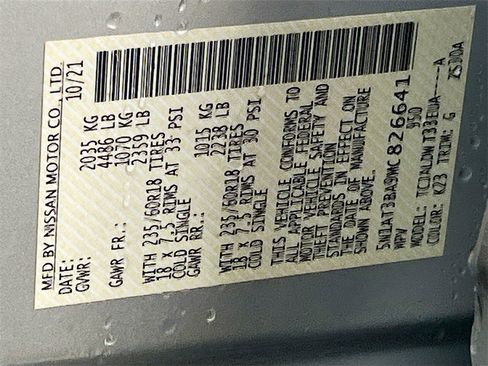 MFD BY NISSAN MOTOR CO., LTD.
DATE: 10/21
GVWR: 2035 KG
4486 LB
GAWR FR.: 1070 KG
2359 LB
WITH 235/60R18 TIRES
18 X 7.5 RIMS AT 33 PSI
COLD SINGLE
GAWR RR.: 1015 KG
2238 LB
WITH 235/60R18 TIRES
18 X 7.5 RIMS AT 30 PSI
COLD SINGLE
THIS VEHICLE CONFORMS TO
ALL APPLICABLE FEDERAL
MOTOR VEHICLE SAFETY AND
THEFT PREVENTION
STANDARDS IN EFFECT ON
THE DATE OF MANUFACTURE
SHOWN ABOVE.
5N1AT3BA9MC826641
MPV 950
MODEL: A
COLOR: K23 TRIM: G